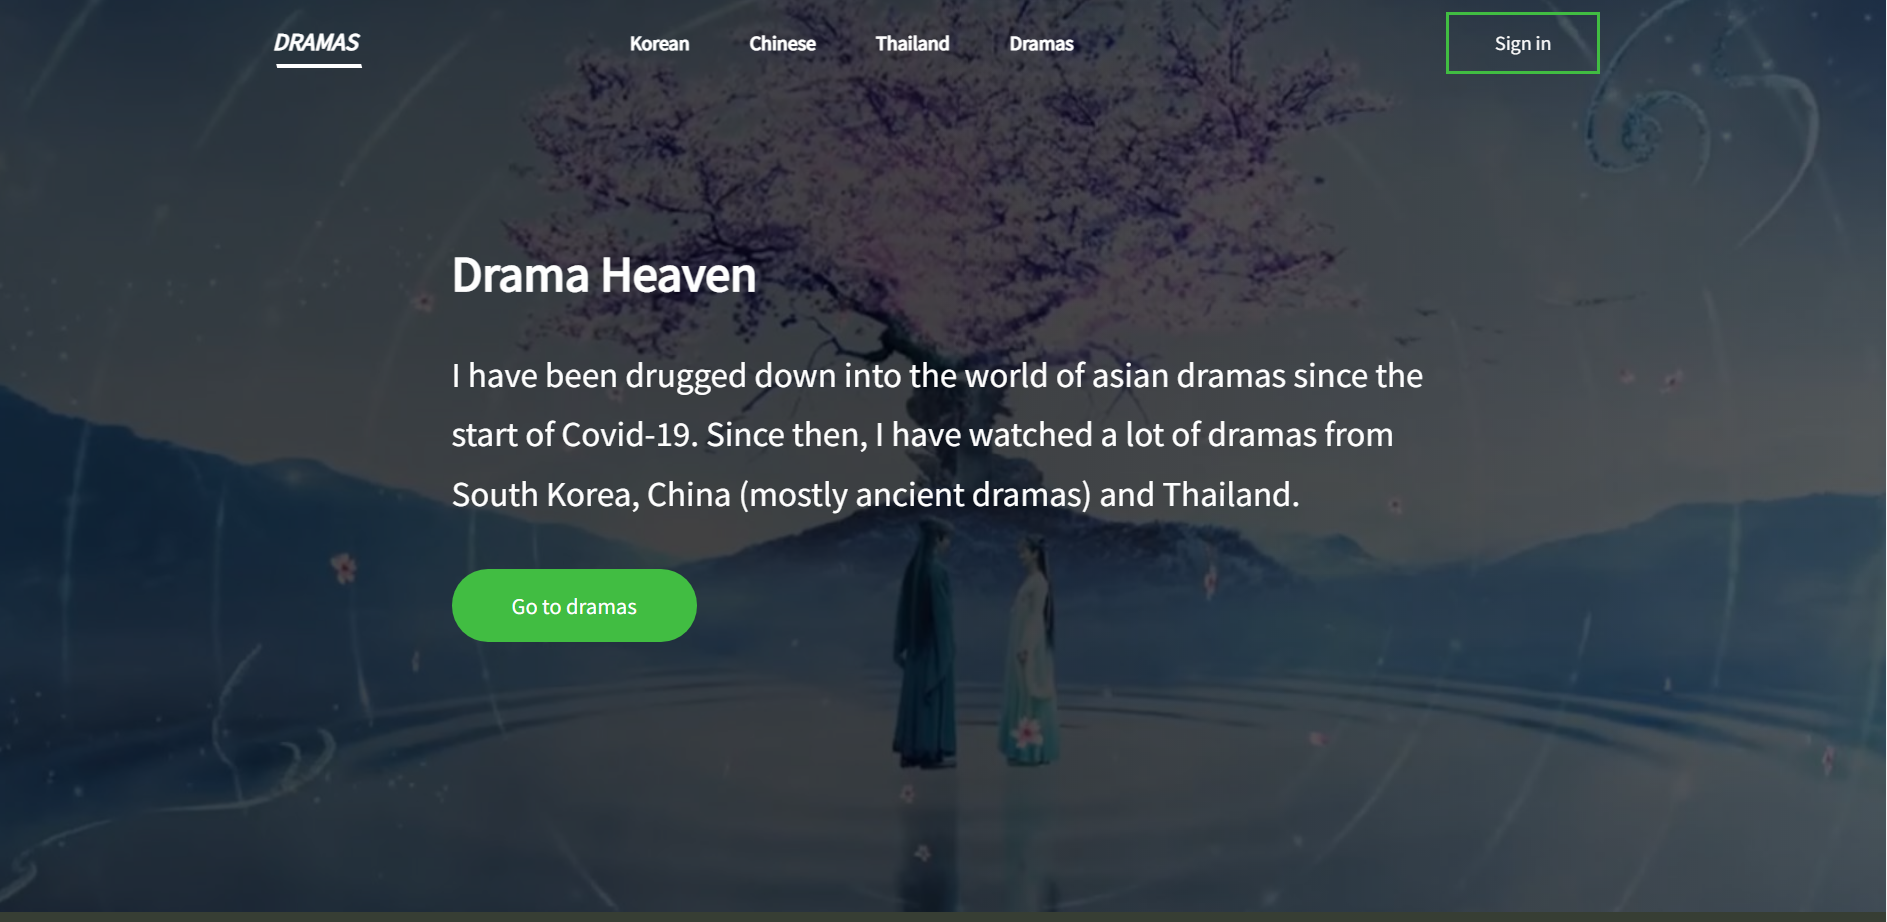 DRAMAS
Korean Chinese Thailand Dramas
Sign in
Drama Heaven
I have been drugged down into the world of asian dramas since the
start of Covid-19. Since then, I have watched a lot of dramas from
South Korea, China (mostly ancient dramas) and Thailand.
Go to dramas